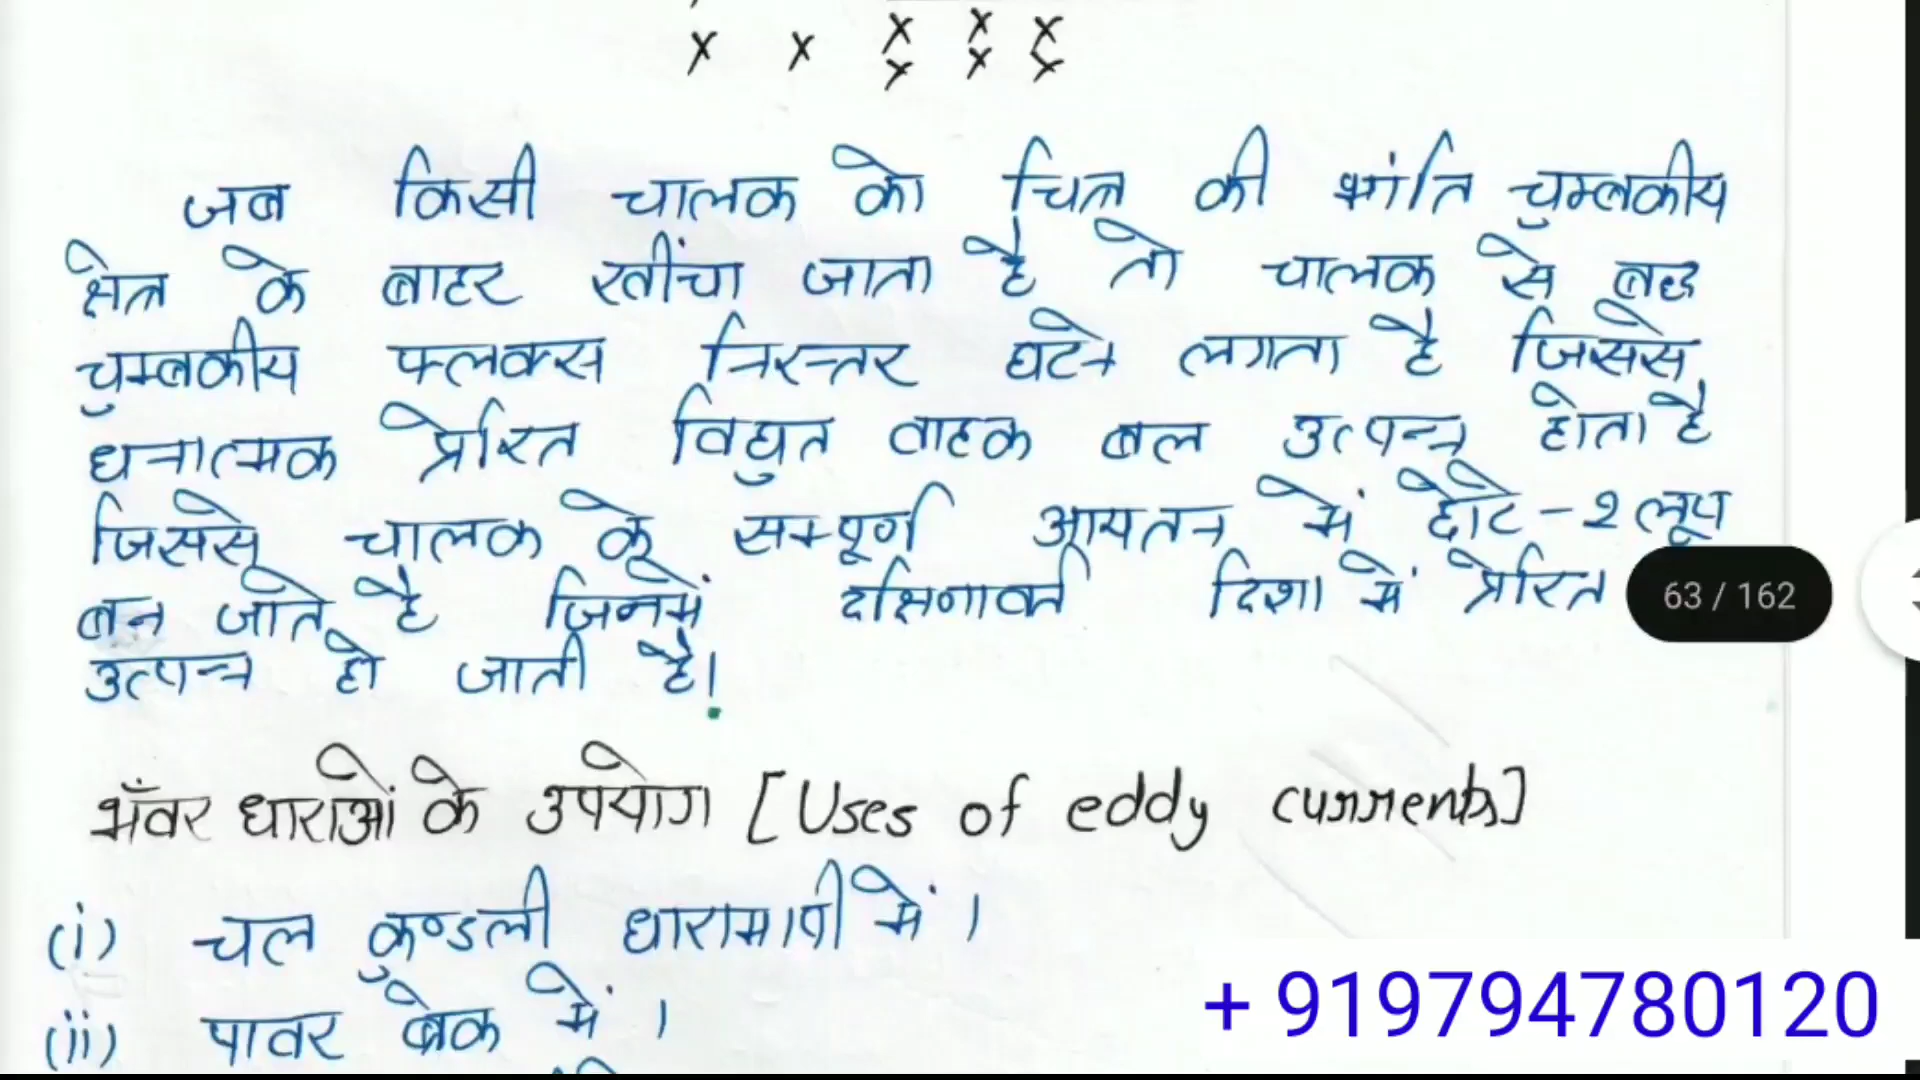 x x x x x
x x x
जब किसी चालक को चित्र की भांति चुम्बकीय
क्षेत्र के बाहर खींचा जाता है तो चालक से बद्ध
चुम्बकीय फ्लक्स निरन्तर घटने लगता है जिससे
धनात्मक प्रेरित विद्युत वाहक बल उत्पन्न होता है
जिससे चालक के सम्पूर्ण आयतन में छोटे-२ लूप
बन जाते है जिनमें दक्षिणावर्त दिशा में प्रेरित
63 / 162
उत्पन्न हो जाती है।
भँवर धाराओं के उपयोग [Uses of eddy currents]
(i) चल कुण्डली धारामापी में।
(ii) पावर ब्रेक में।
+ 919794780120